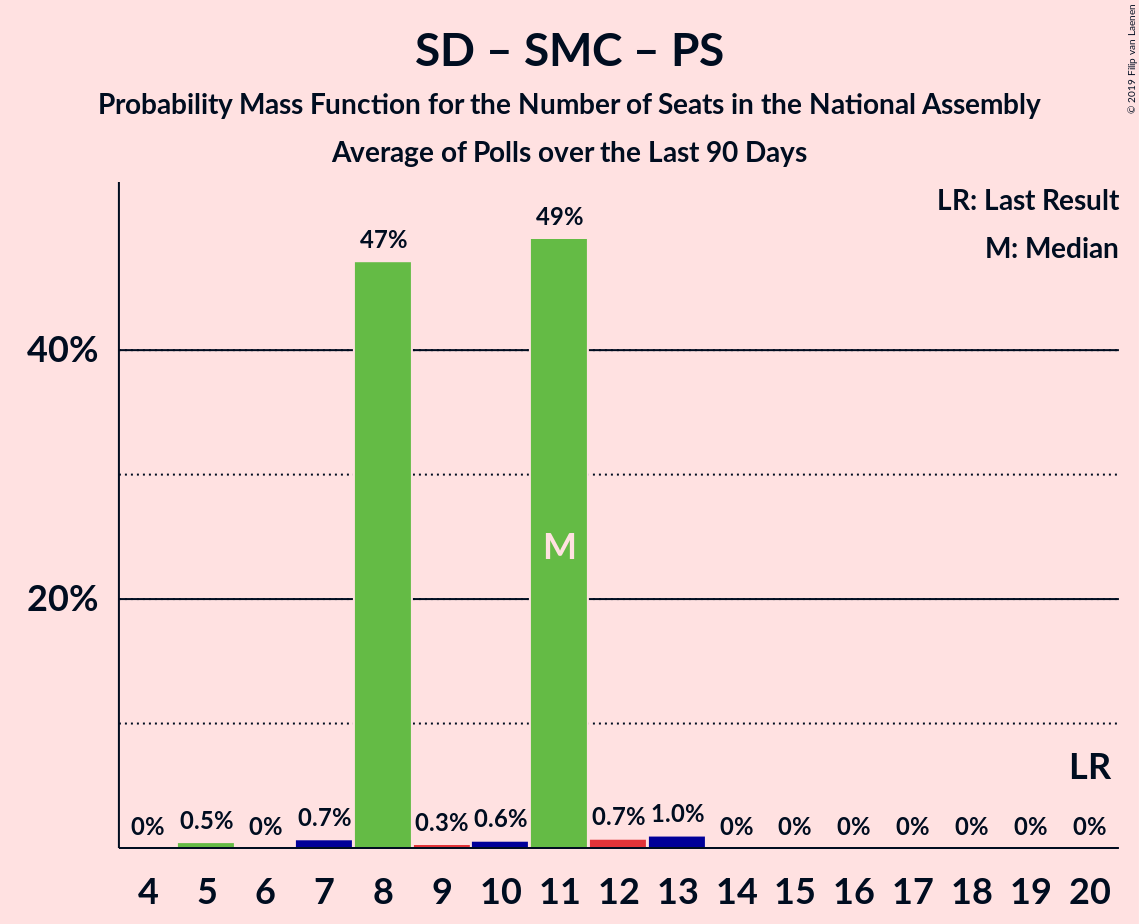 SD – SMC – PS
Probability Mass Function for the Number of Seats in the National Assembly
Average of Polls over the Last 90 Days
© 2019 Filip van Laenen
LR: Last Result
M: Median
49%
47%
40%
M
20%
LR
0% 0.5% 0% 0.7% 0.3% 0.6% 0.7% 1.0% 0% 0% 0% 0% 0% 0% 0%
4 5 6 7 8 9 10 11 12 13 14 15 16 17 18 19 20